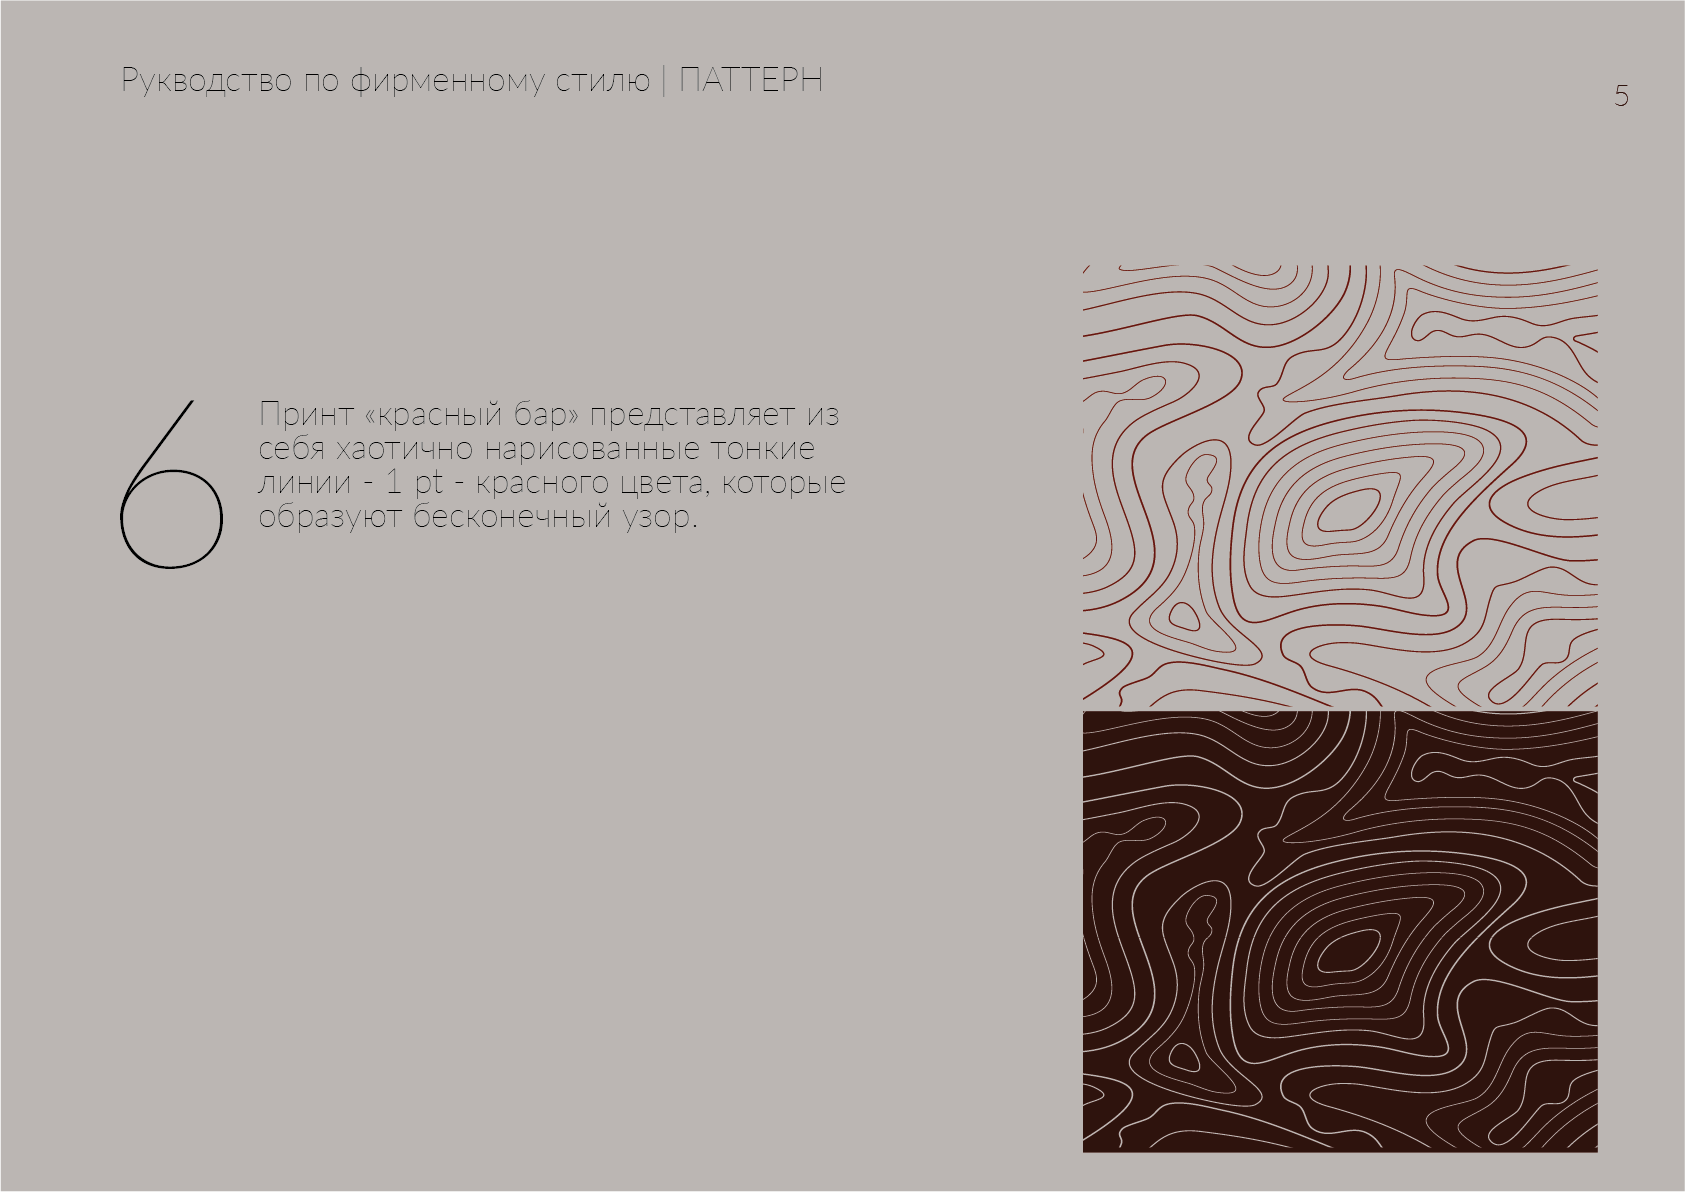 Рукводство по фирменному стилю | ПАТТЕРН
5
6
Принт «красный бар» представляет из
себя хаотично нарисованные тонкие
линии - 1 pt - красного цвета, которые
образуют бесконечный узор.